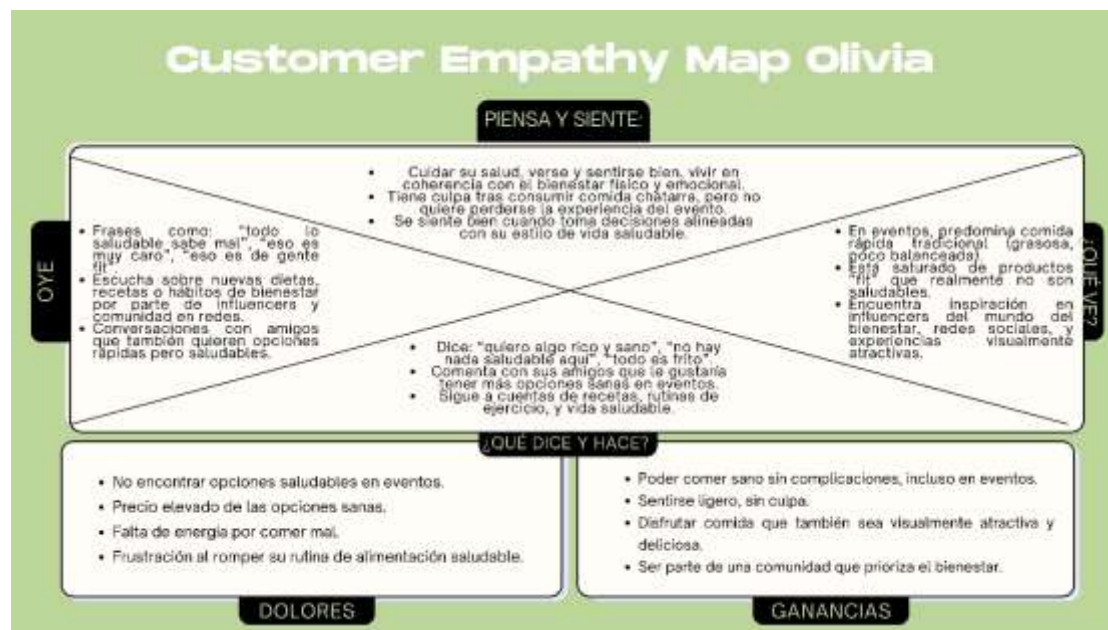 Customer Empathy Map Olivia
PIENSA Y SIENTE:
• Cuidar su salud, verse y sentirse bien, vivir en
coherencia con el bienestar físico y emocional.
• Tiene culpa tras consumir comida chatarra, pero no
quiere perderse la experiencia del evento.
• Se siente bien cuando toma decisiones alineadas
con su estilo de vida saludable.
OYE
• Frases como: "todo lo
saludable sabe mal", "eso es
muy caro", "eso es de gente
fit".
• Escucha sobre nuevas dietas,
recetas o hábitos de bienestar
por parte de influencers y
comunidad en redes.
• Conversaciones con amigos
que también quieren opciones
rápidas pero saludables.
¿QUÉ VE?
• En eventos, predomina comida
rápida tradicional (grasosa,
poco balanceada).
• Está saturado de productos
"fit" que realmente no son
saludables.
• Encuentra inspiración en
influencers del mundo del
bienestar, redes sociales, y
experiencias visualmente
atractivas.
• Dice: "quiero algo rico y sano", "no hay
nada saludable aquí", "todo es frito".
• Comenta con sus amigos que le gustaría
tener más opciones sanas en eventos.
• Sigue a cuentas de recetas, rutinas de
ejercicio, y vida saludable.
¿QUÉ DICE Y HACE?
• No encontrar opciones saludables en eventos.
• Precio elevado de las opciones sanas.
• Falta de energía por comer mal.
• Frustración al romper su rutina de alimentación saludable.
DOLORES
• Poder comer sano sin complicaciones, incluso en eventos.
• Sentirse ligero, sin culpa.
• Disfrutar comida que también sea visualmente atractiva y
deliciosa.
• Ser parte de una comunidad que prioriza el bienestar.
GANANCIAS